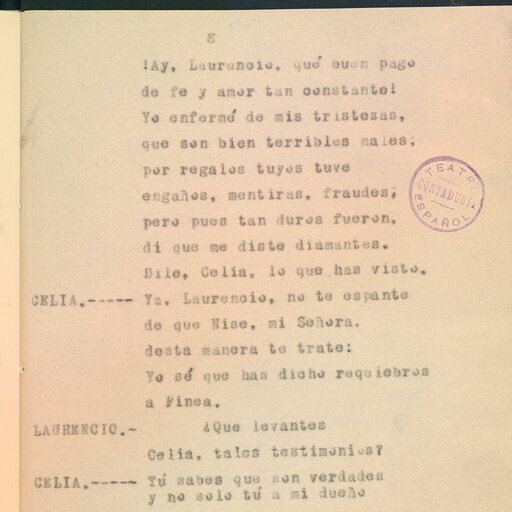 8
!Ay, Laurencio, qué buen pago
de fe y amor tan constante!
Yo enfermé de mis tristezas,
que son bien terribles males;
por regalos tuyos tuve
engaños, mentiras, fraudes;
pero pues tan duros fueron,
di que me diste diamantes.
Dile, Celia, lo que has visto.
CELIA.----- Ya, Laurencio, no te espante
de que Nise, mi Señora,
desta manera te trate:
Yo sé que has dicho requiebros
a Finea.
LAURENCIO.- ¿Que levantes
Celia, tales testimonios?
CELIA.----- Tú sabes que son verdades
y no solo tú a mi dueño
TEATRO
CONTADURIA
ESPAÑOL